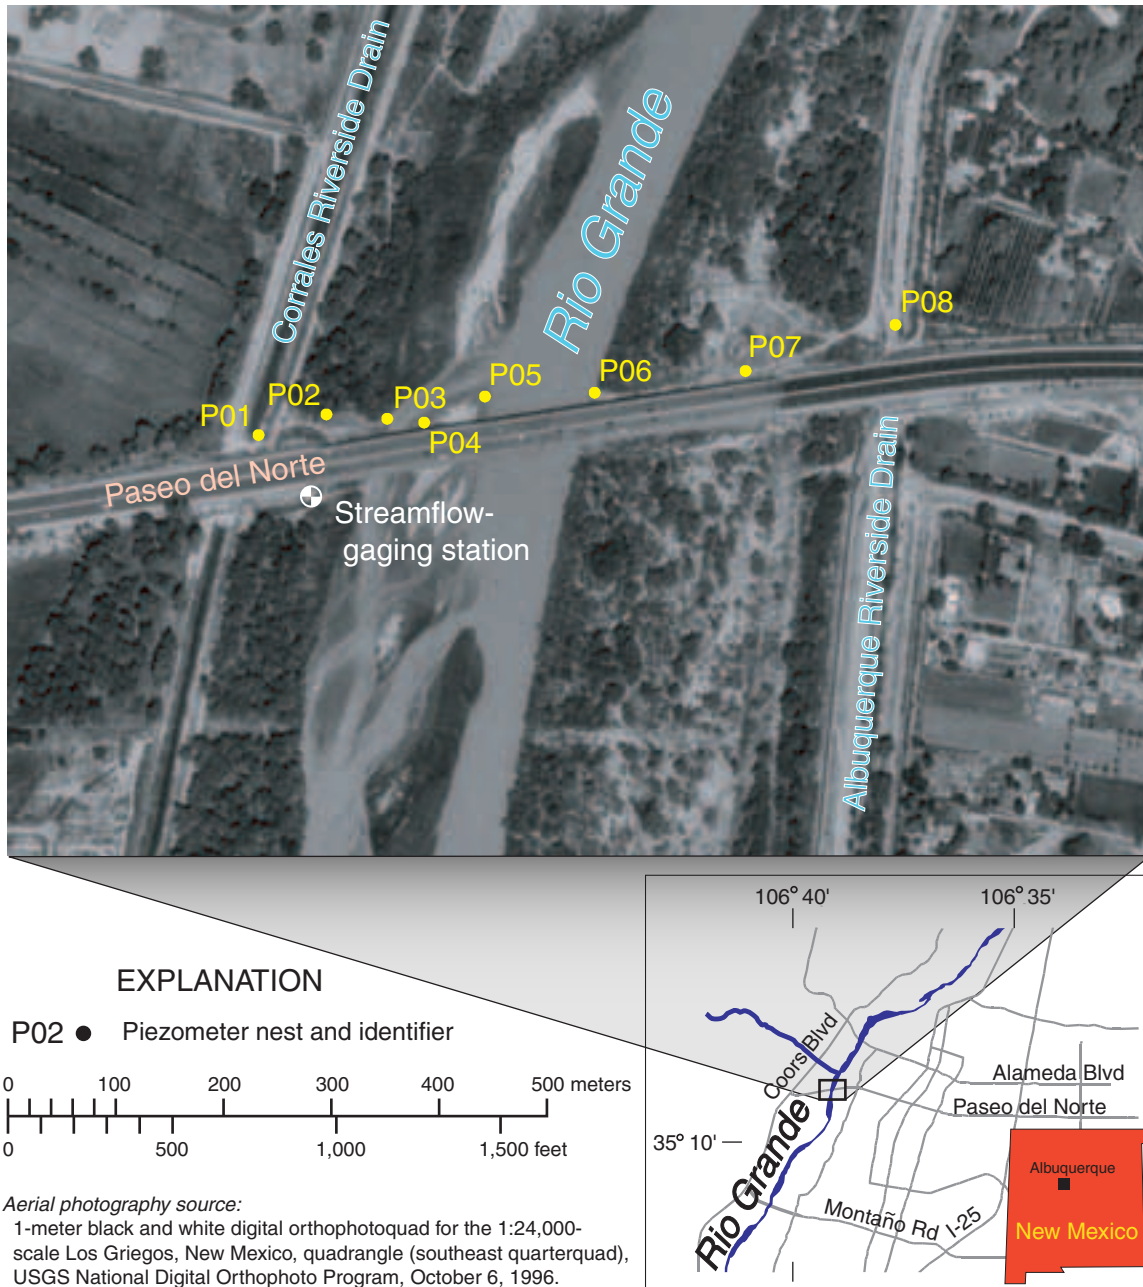 Corrales Riverside Drain
Rio Grande
P08
P07
P06
P05
P03
P02
P01
P04
Paseo del Norte
Streamflow-
gaging station
Albuquerque Riverside Drain
EXPLANATION
P02 ● Piezometer nest and identifier
0 100 200 300 400 500 meters
0 500 1,000 1,500 feet
Aerial photography source:
1-meter black and white digital orthophotoquad for the 1:24,000-
scale Los Griegos, New Mexico, quadrangle (southeast quarterquad),
USGS National Digital Orthophoto Program, October 6, 1996.
106° 40' 106° 35'
Coors Blvd
Alameda Blvd
Paseo del Norte
35° 10'
Rio Grande
Montaño Rd
I-25
Albuquerque
New Mexico